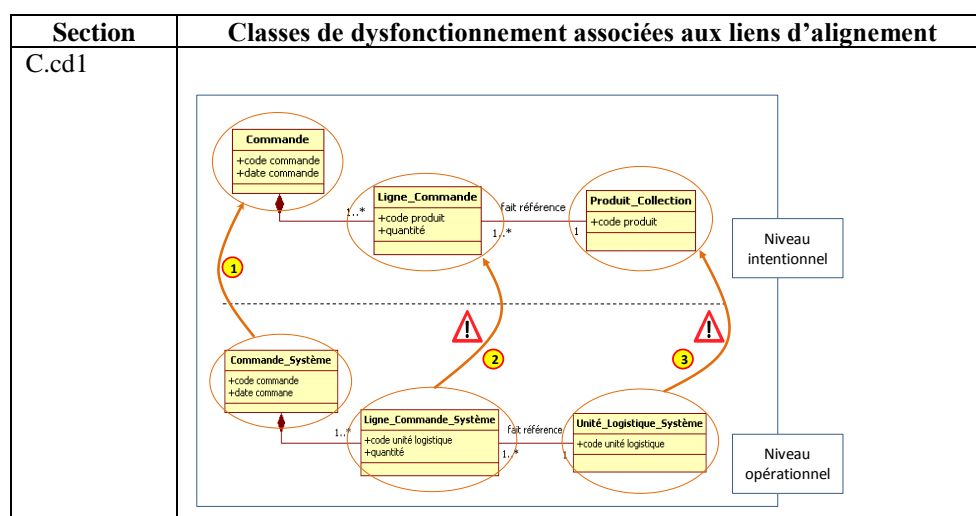 Section
Classes de dysfonctionnement associées aux liens d'alignement
C.cd1
Commande
+code commande
+date commande
1..*
Ligne_Commande
+code produit
+quantité
fait référence
1..*
1
Produit_Collection
+code produit
Niveau
intentionnel
1
2
3
Commande_Système
+code commande
+date commane
1..*
Ligne_Commande_Système
+code unité logistique
+quantité
fait référence
1..*
1
Unité_Logistique_Système
+code unité logistique
Niveau
opérationnel